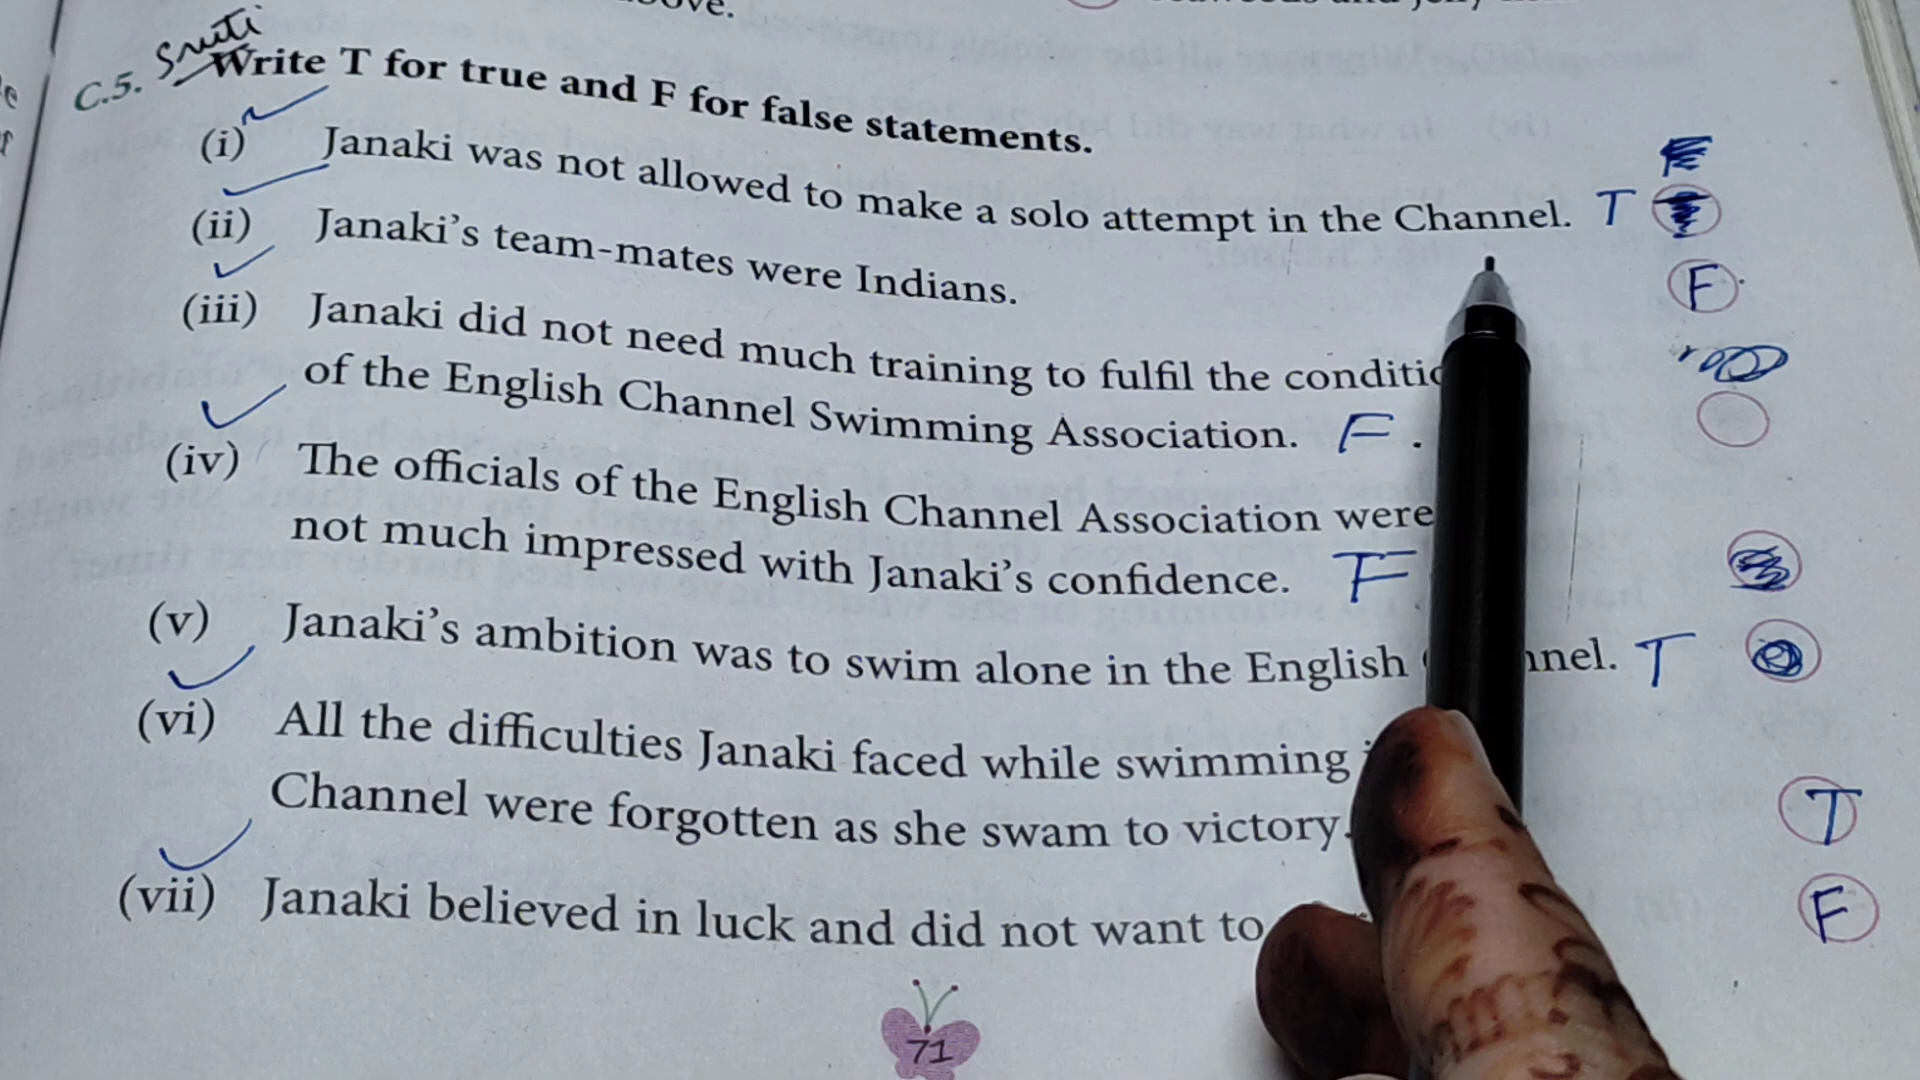 Sruti
C.5. Write T for true and F for false statements.
(i) Janaki was not allowed to make a solo attempt in the Channel. T
(ii) Janaki's team-mates were Indians. F
(iii) Janaki did not need much training to fulfil the
of the English Channel Swimming Association. F.
(iv) The officials of the English Channel Association were
not much impressed with Janaki's confidence. F
(v) Janaki's ambition was to swim alone in the English T
(vi) All the difficulties Janaki faced while swimming
Channel were forgotten as she swam to victory. T
(vii) Janaki believed in luck and did not want to F
71